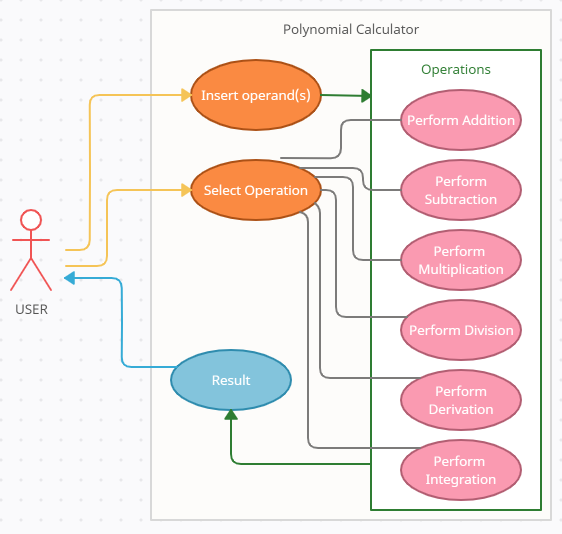 Polynomial Calculator
Operations
Insert operand(s)
Perform Addition
Select Operation
Perform
Subtraction
Perform
Multiplication
USER
Perform Division
Result
Perform
Derivation
Perform
Integration